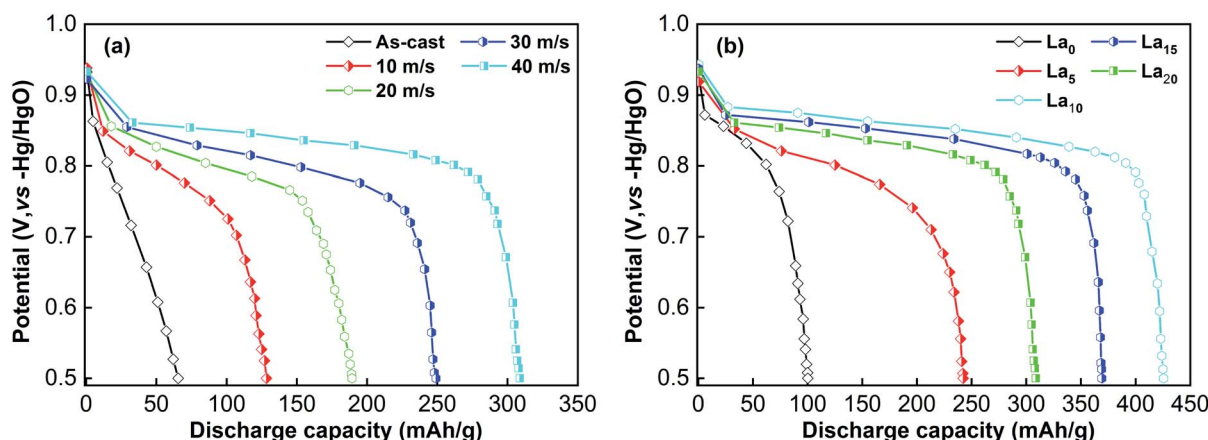 (a)
As-cast
10 m/s
20 m/s
30 m/s
40 m/s
Potential (V,vs -Hg/HgO)
1.0
0.9
0.8
0.7
0.6
0.5
0 50 100 150 200 250 300 350
Discharge capacity (mAh/g)
(b)
La0
La5
La10
La15
La20
Potential (V,vs -Hg/HgO)
1.0
0.9
0.8
0.7
0.6
0.5
0 50 100 150 200 250 300 350 400 450
Discharge capacity (mAh/g)